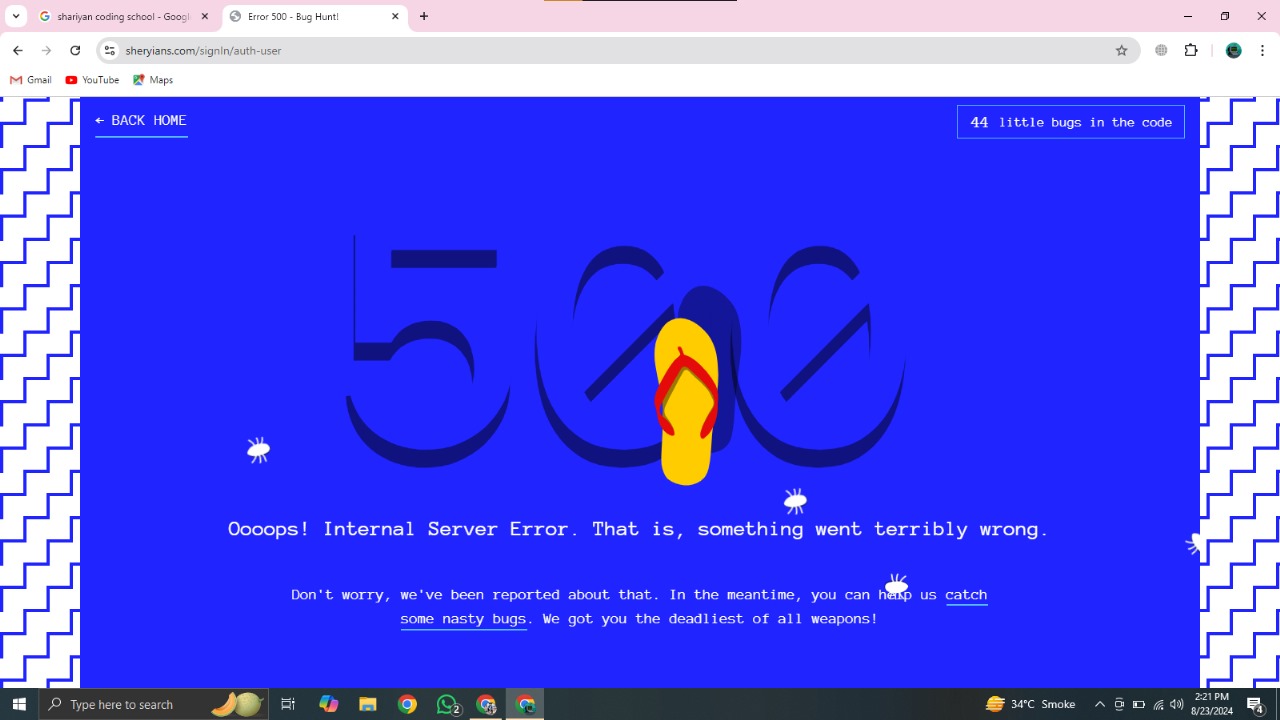 shariyan coding school - Google
Error 500 - Bug Hunt!
sheryians.com/signIn/auth-user
Gmail
YouTube
Maps
← BACK HOME
44 little bugs in the code
500
Oooops! Internal Server Error. That is, something went terribly wrong.
Don't worry, we've been reported about that. In the meantime, you can help us catch
some nasty bugs. We got you the deadliest of all weapons!
Type here to search
2
34°C Smoke
2:21 PM
8/23/2024
4